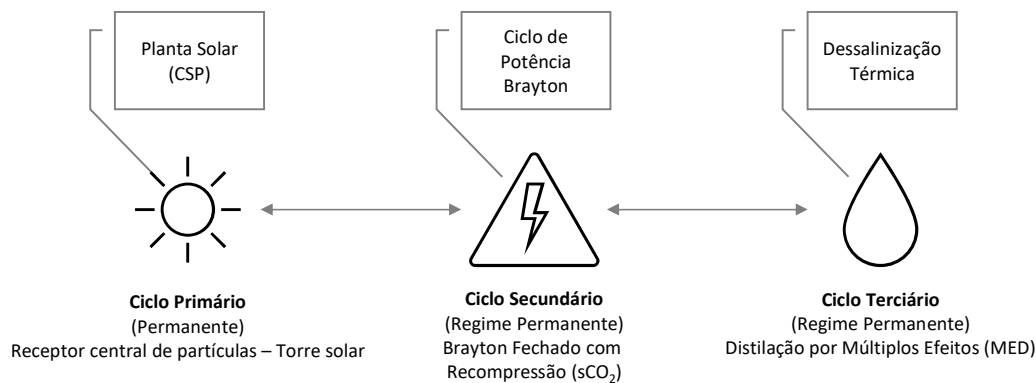 Planta Solar
(CSP)
Ciclo de
Potência
Brayton
Dessalinização
Térmica
Ciclo Primário
(Permanente)
Receptor central de partículas – Torre solar
Ciclo Secundário
(Regime Permanente)
Brayton Fechado com
Recompressão (sCO₂)
Ciclo Terciário
(Regime Permanente)
Distilação por Múltiplos Efeitos (MED)